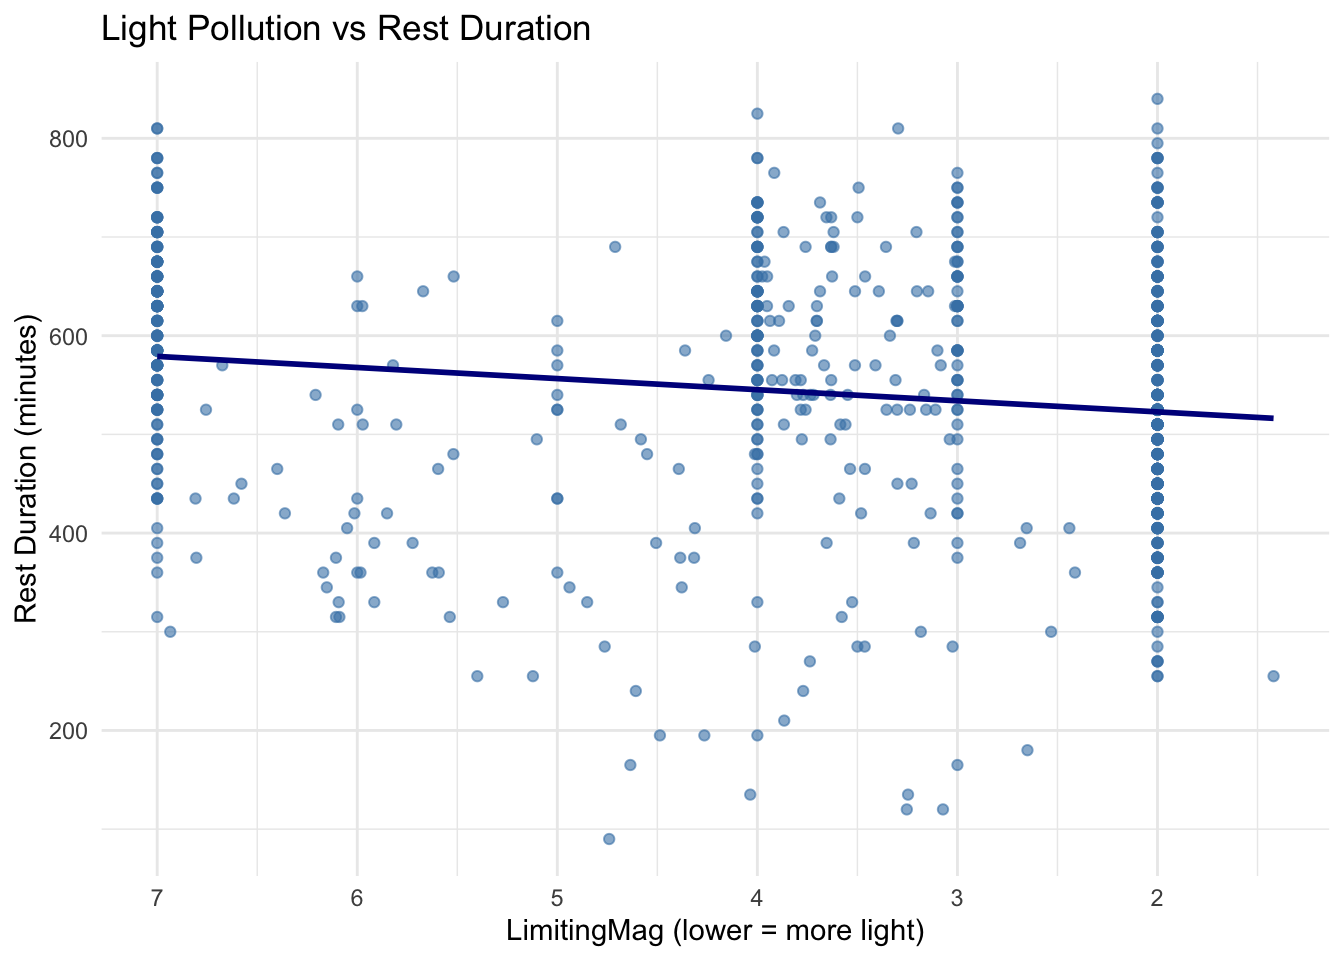 Light Pollution vs Rest Duration
800
600
400
200
Rest Duration (minutes)
7 6 5 4 3 2
LimitingMag (lower = more light)